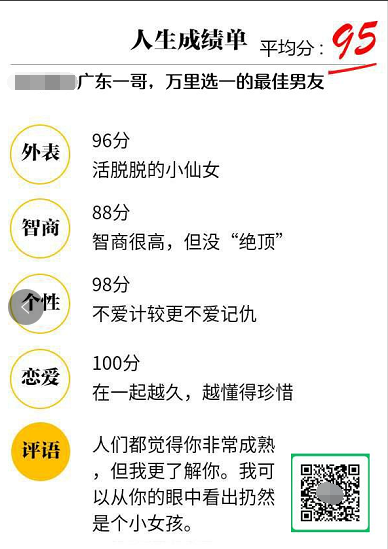 人生成绩单
平均分：95
广东一哥，万里选一的最佳男友
外表
96分
活脱脱的小仙女
智商
88分
智商很高，但没“绝顶”
个性
98分
不爱计较更不爱记仇
恋爱
100分
在一起越久，越懂得珍惜
评语
人们都觉得你非常成熟
，但我更了解你。我可
以从你的眼中看出扔然
是个小女孩。